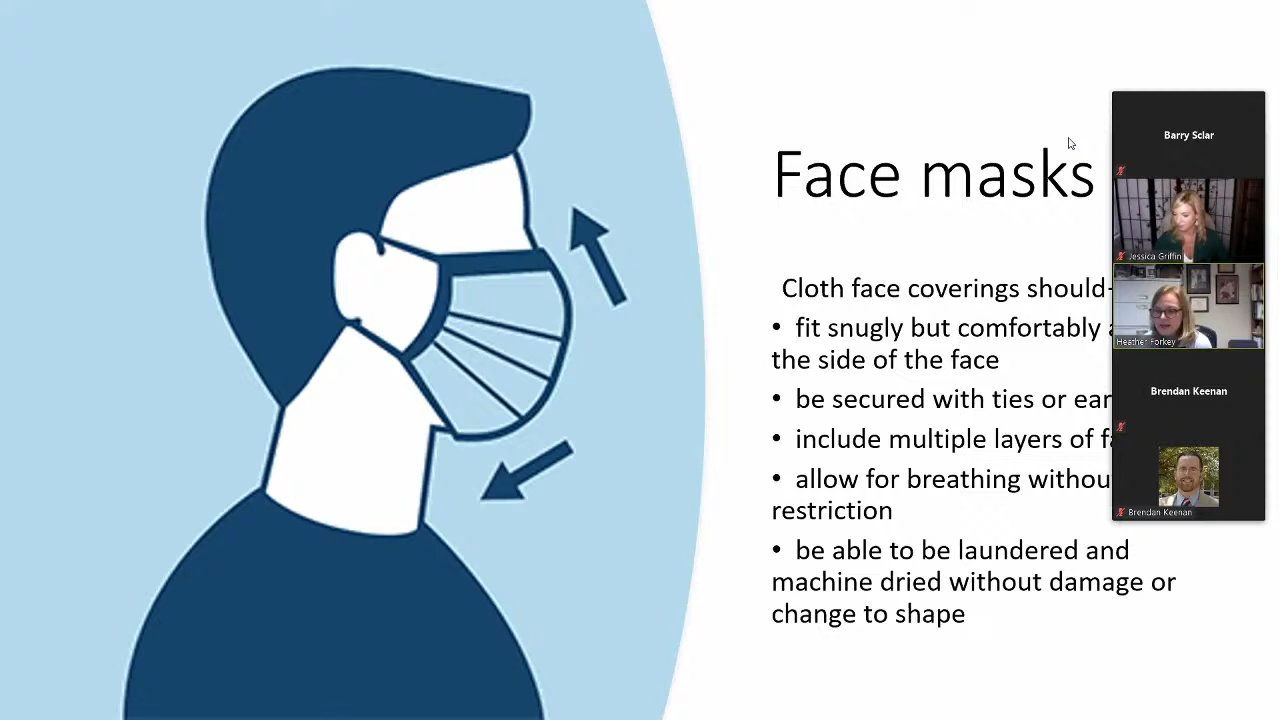 Face masks
Cloth face coverings should-
• fit snugly but comfortably
the side of the face
• be secured with ties or ear
• include multiple layers of
• allow for breathing
restriction
• be able to be laundered and
machine dried without damage or
change to shape
Barry Sclar
Jessica Griffin
Heather Forkey
Brendan Keenan
Brendan Keenan